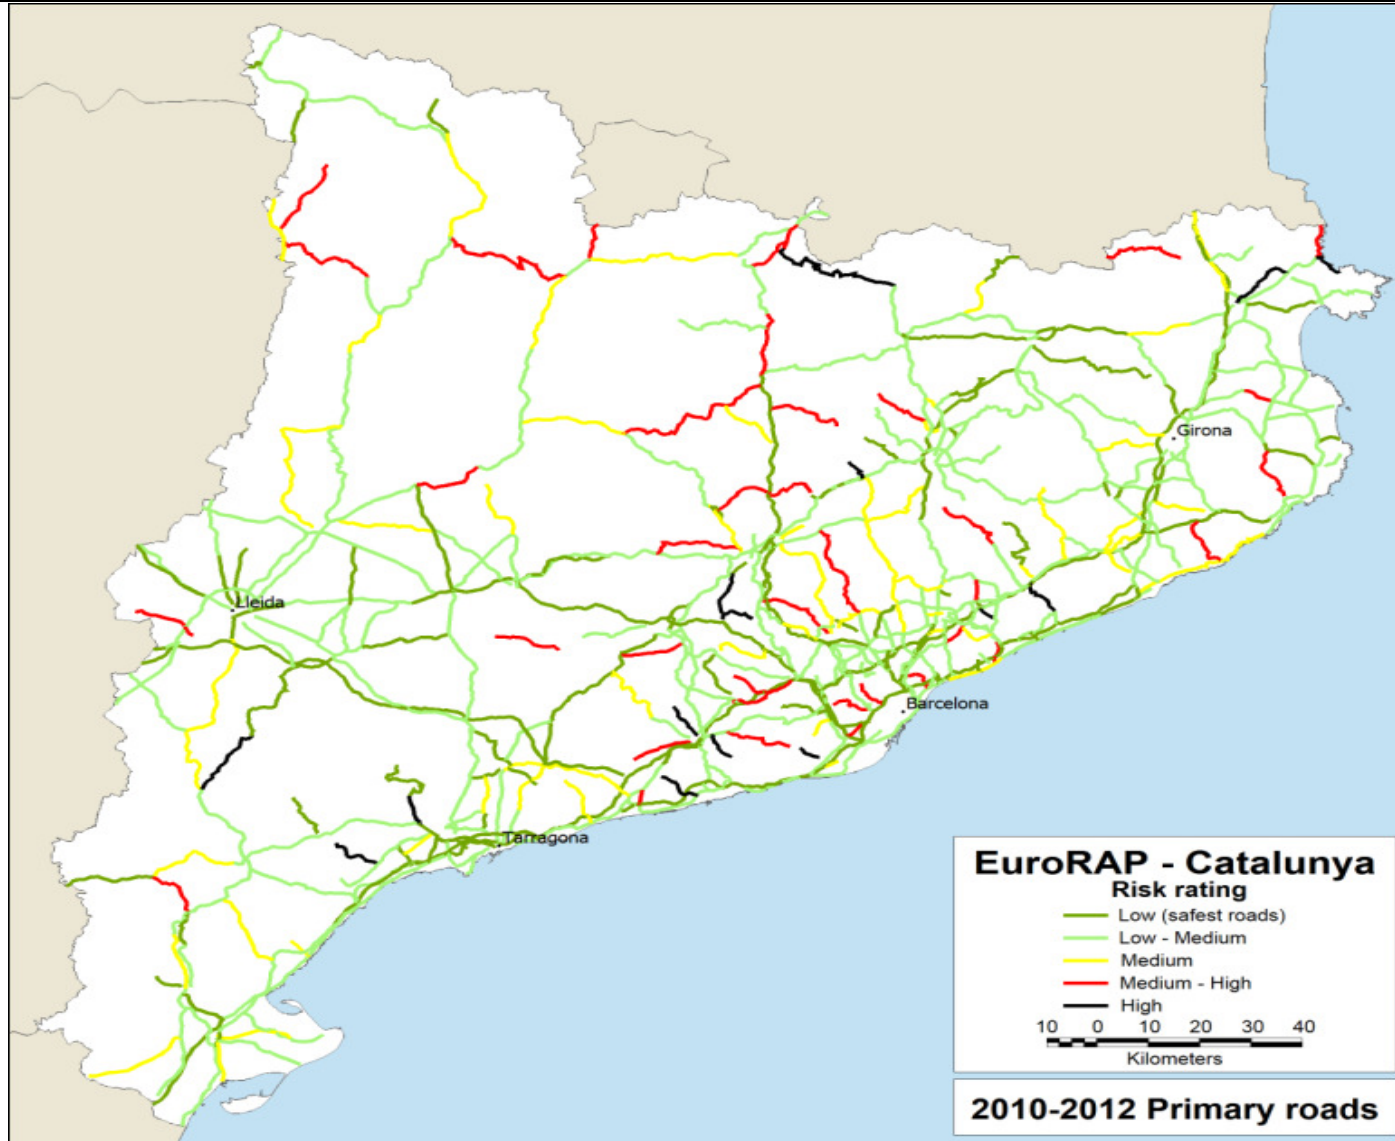 Girona
Lleida
Barcelona
Tarragona
EuroRAP - Catalunya
Risk rating
Low (safest roads)
Low - Medium
Medium
Medium - High
High
10 0 10 20 30 40
Kilometers
2010-2012 Primary roads